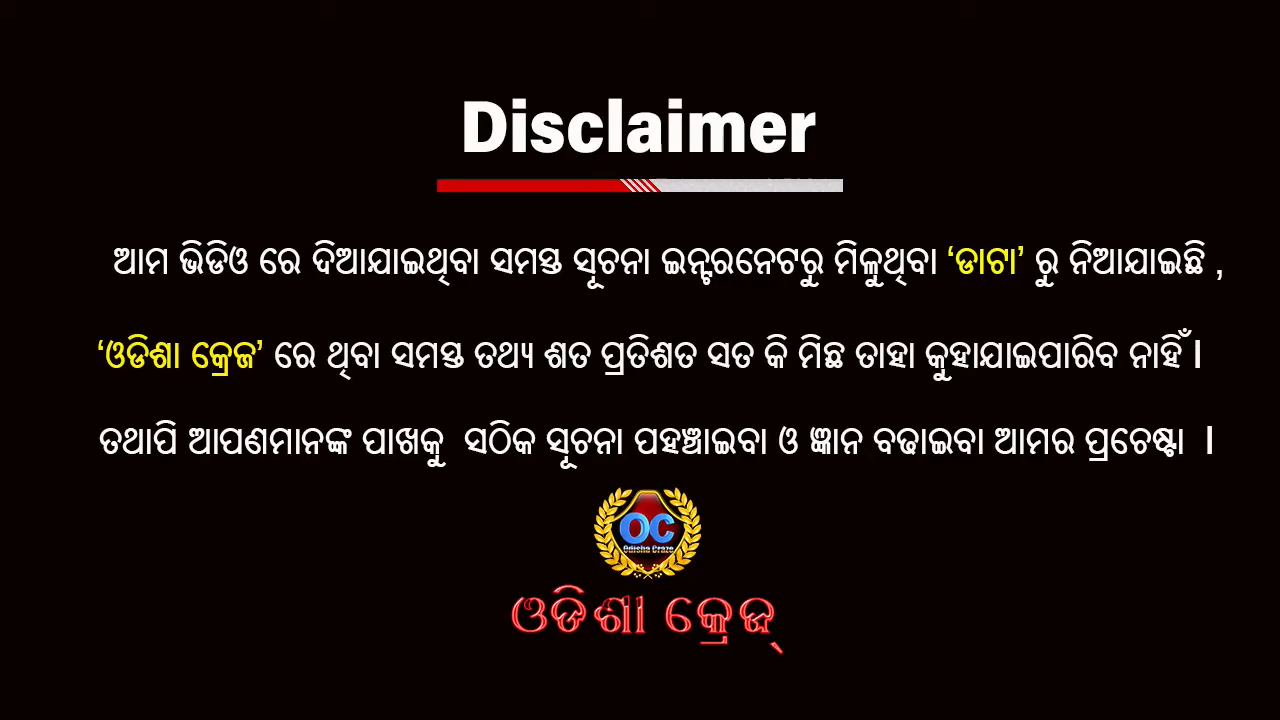 Disclaimer
ଆମ ଭିଡିଓ ରେ ଦିଆଯାଇଥିବା ସମସ୍ତ ସୂଚନା ଇନ୍ଟରନେଟରୁ ମିଳୁଥିବା ‘ଡାଟା’ ରୁ ନିଆଯାଇଛି ,
‘ଓଡିଶା କ୍ରେଜ’ ରେ ଥିବା ସମସ୍ତ ତଥ୍ୟ ଶତ ପ୍ରତିଶତ ସତ କି ମିଛ ତାହା କୁହାଯାଇପାରିବ ନାହିଁ ।
ତଥାପି ଆପଣମାନଙ୍କ ପାଖକୁ ସଠିକ ସୂଚନା ପହଞ୍ଚାଇବା ଓ ଜ୍ଞାନ ବଢାଇବା ଆମର ପ୍ରଚେଷ୍ଟା ।
OC
Odisha Craze
ଓଡିଶା କ୍ରେଜ୍